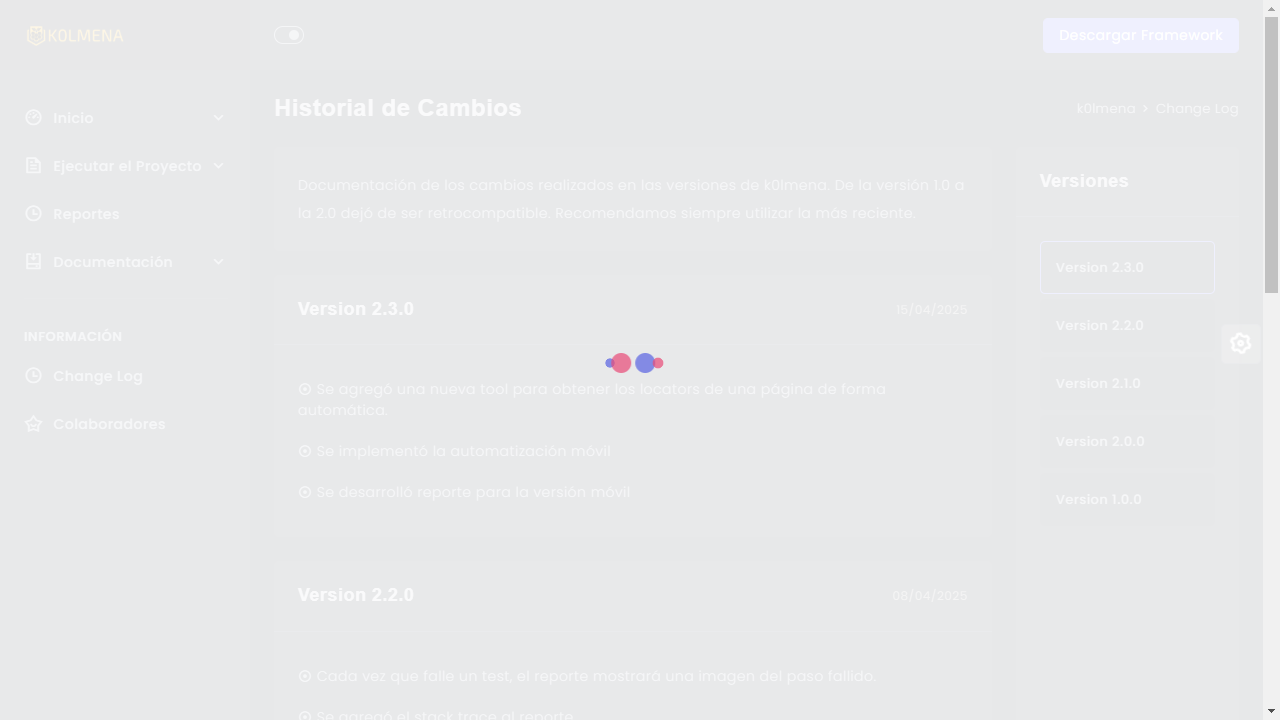 K0LMENA
Descargar Framework
Inicio
Ejecutar el Proyecto
Reportes
Documentación
INFORMACIÓN
Change Log
Colaboradores
Historial de Cambios
k0lmena > Change Log
Documentación de los cambios realizados en las versiones de k0lmena. De la versión 1.0 a
la 2.0 dejó de ser retrocompatible. Recomendamos siempre utilizar la más reciente.
Version 2.3.0
15/04/2025
Se agregó una nueva tool para obtener los locators de una página de forma
automática.
Se implementó la automatización móvil
Se desarrolló reporte para la versión móvil.
Version 2.2.0
08/04/2025
Cada vez que falle un test, el reporte mostrará una imagen del paso fallido.
Se agregó el stack trace al reporte.
Versiones
Version 2.3.0
Version 2.2.0
Version 2.1.0
Version 2.0.0
Version 1.0.0